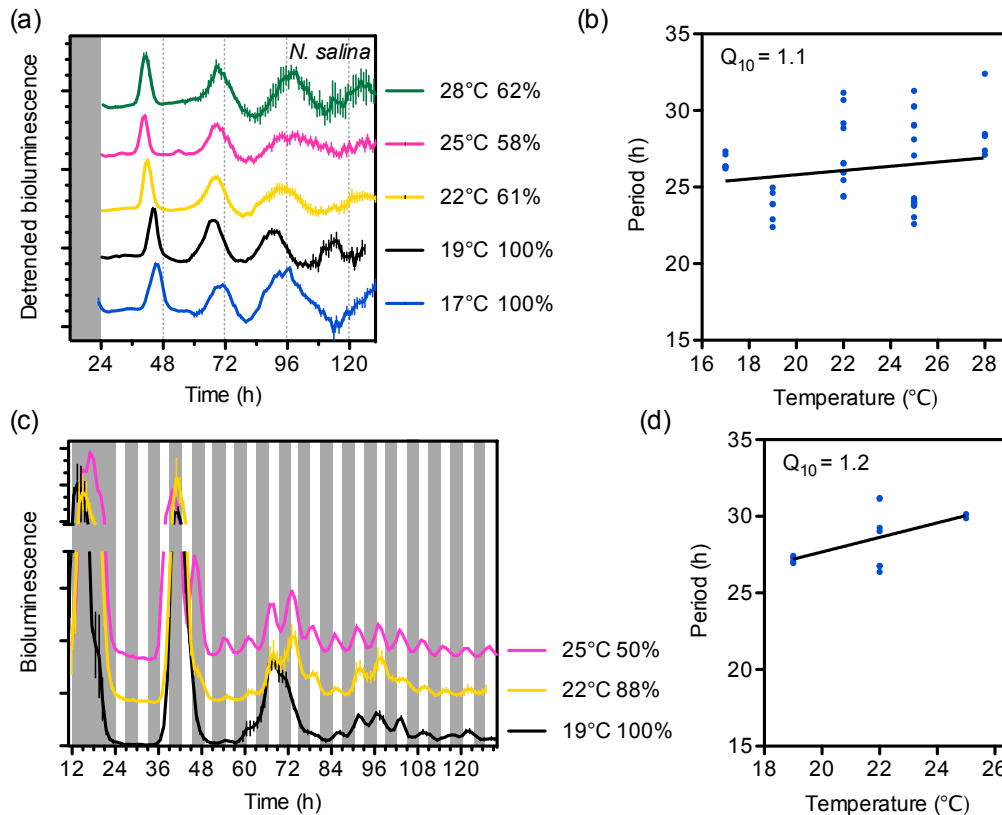 (a)
N. salina
Detrended bioluminescence
28°C 62%
25°C 58%
22°C 61%
19°C 100%
17°C 100%
24 48 72 96 120
Time (h)
(b)
Q10 = 1.1
Period (h)
35
30
25
20
15
16 18 20 22 24 26 28
Temperature (°C)
(c)
Bioluminescence
25°C 50%
22°C 88%
19°C 100%
12 24 36 48 60 72 84 96 108 120
Time (h)
(d)
Q10 = 1.2
Period (h)
35
30
25
20
15
18 20 22 24 26
Temperature (°C)